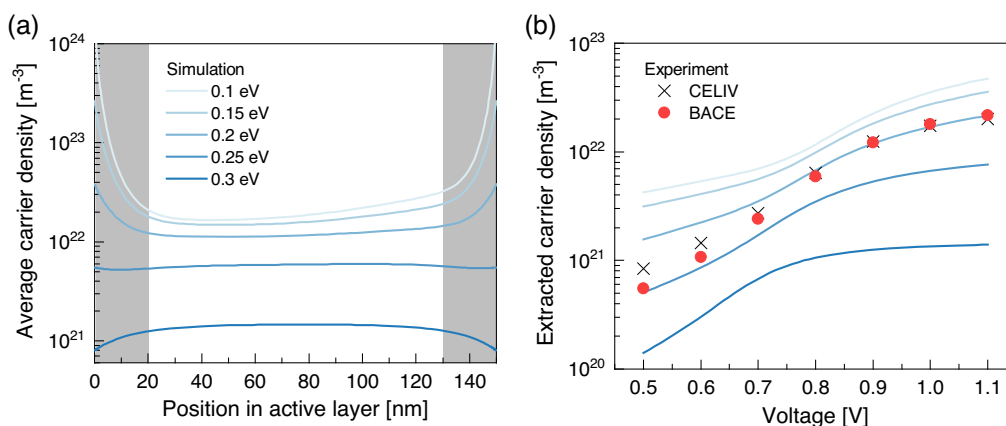 (a)
10^24
10^23
10^22
10^21
Average carrier density [m^-3]
Simulation
0.1 eV
0.15 eV
0.2 eV
0.25 eV
0.3 eV
0 20 40 60 80 100 120 140
Position in active layer [nm]
(b)
10^23
10^22
10^21
10^20
Extracted carrier density [m^-3]
Experiment
CELIV
BACE
0.5 0.6 0.7 0.8 0.9 1.0 1.1
Voltage [V]